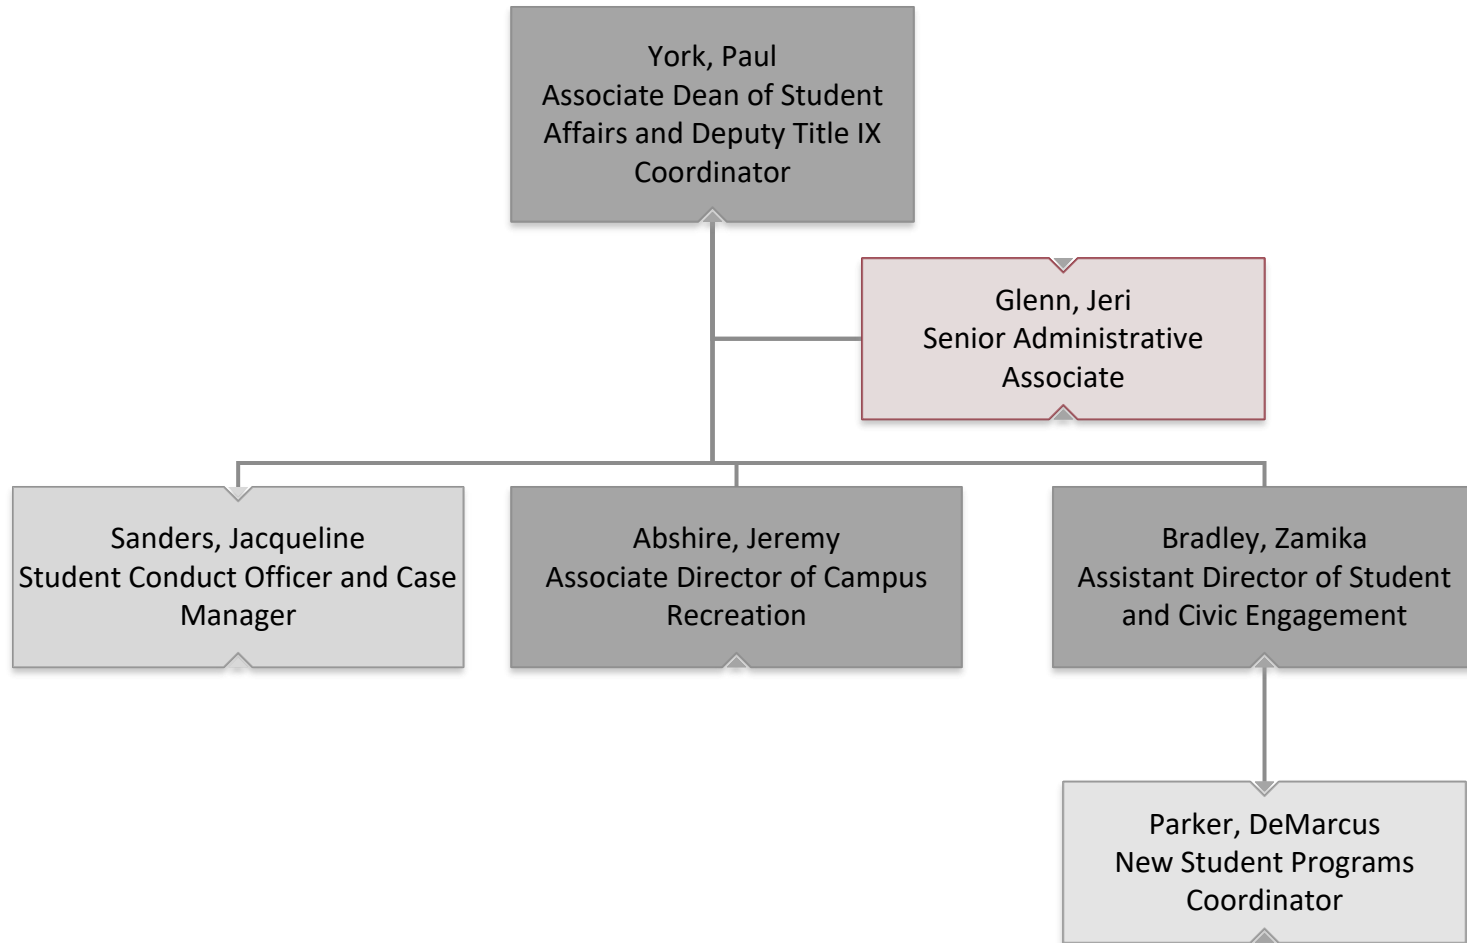 York, Paul
Associate Dean of Student
Affairs and Deputy Title IX
Coordinator
Glenn, Jeri
Senior Administrative
Associate
Sanders, Jacqueline
Student Conduct Officer and Case
Manager
Abshire, Jeremy
Associate Director of Campus
Recreation
Bradley, Zamika
Assistant Director of Student
and Civic Engagement
Parker, DeMarcus
New Student Programs
Coordinator